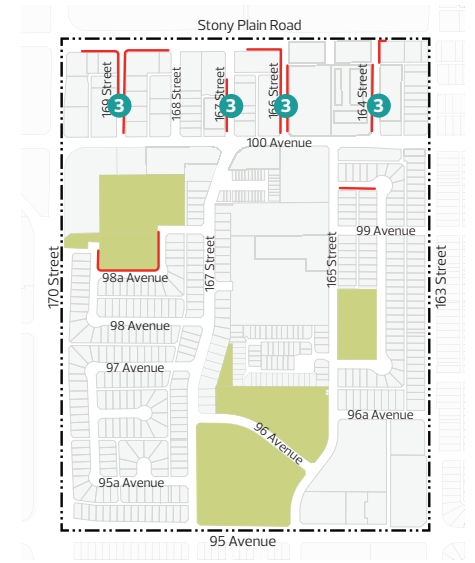 Stony Plain Road
169 Street
168 Street
167 Street
166 Street
164 Street
3
3
3
3
100 Avenue
99 Avenue
170 Street
167 Street
165 Street
163 Street
98a Avenue
98 Avenue
97 Avenue
96a Avenue
96 Avenue
95a Avenue
95 Avenue